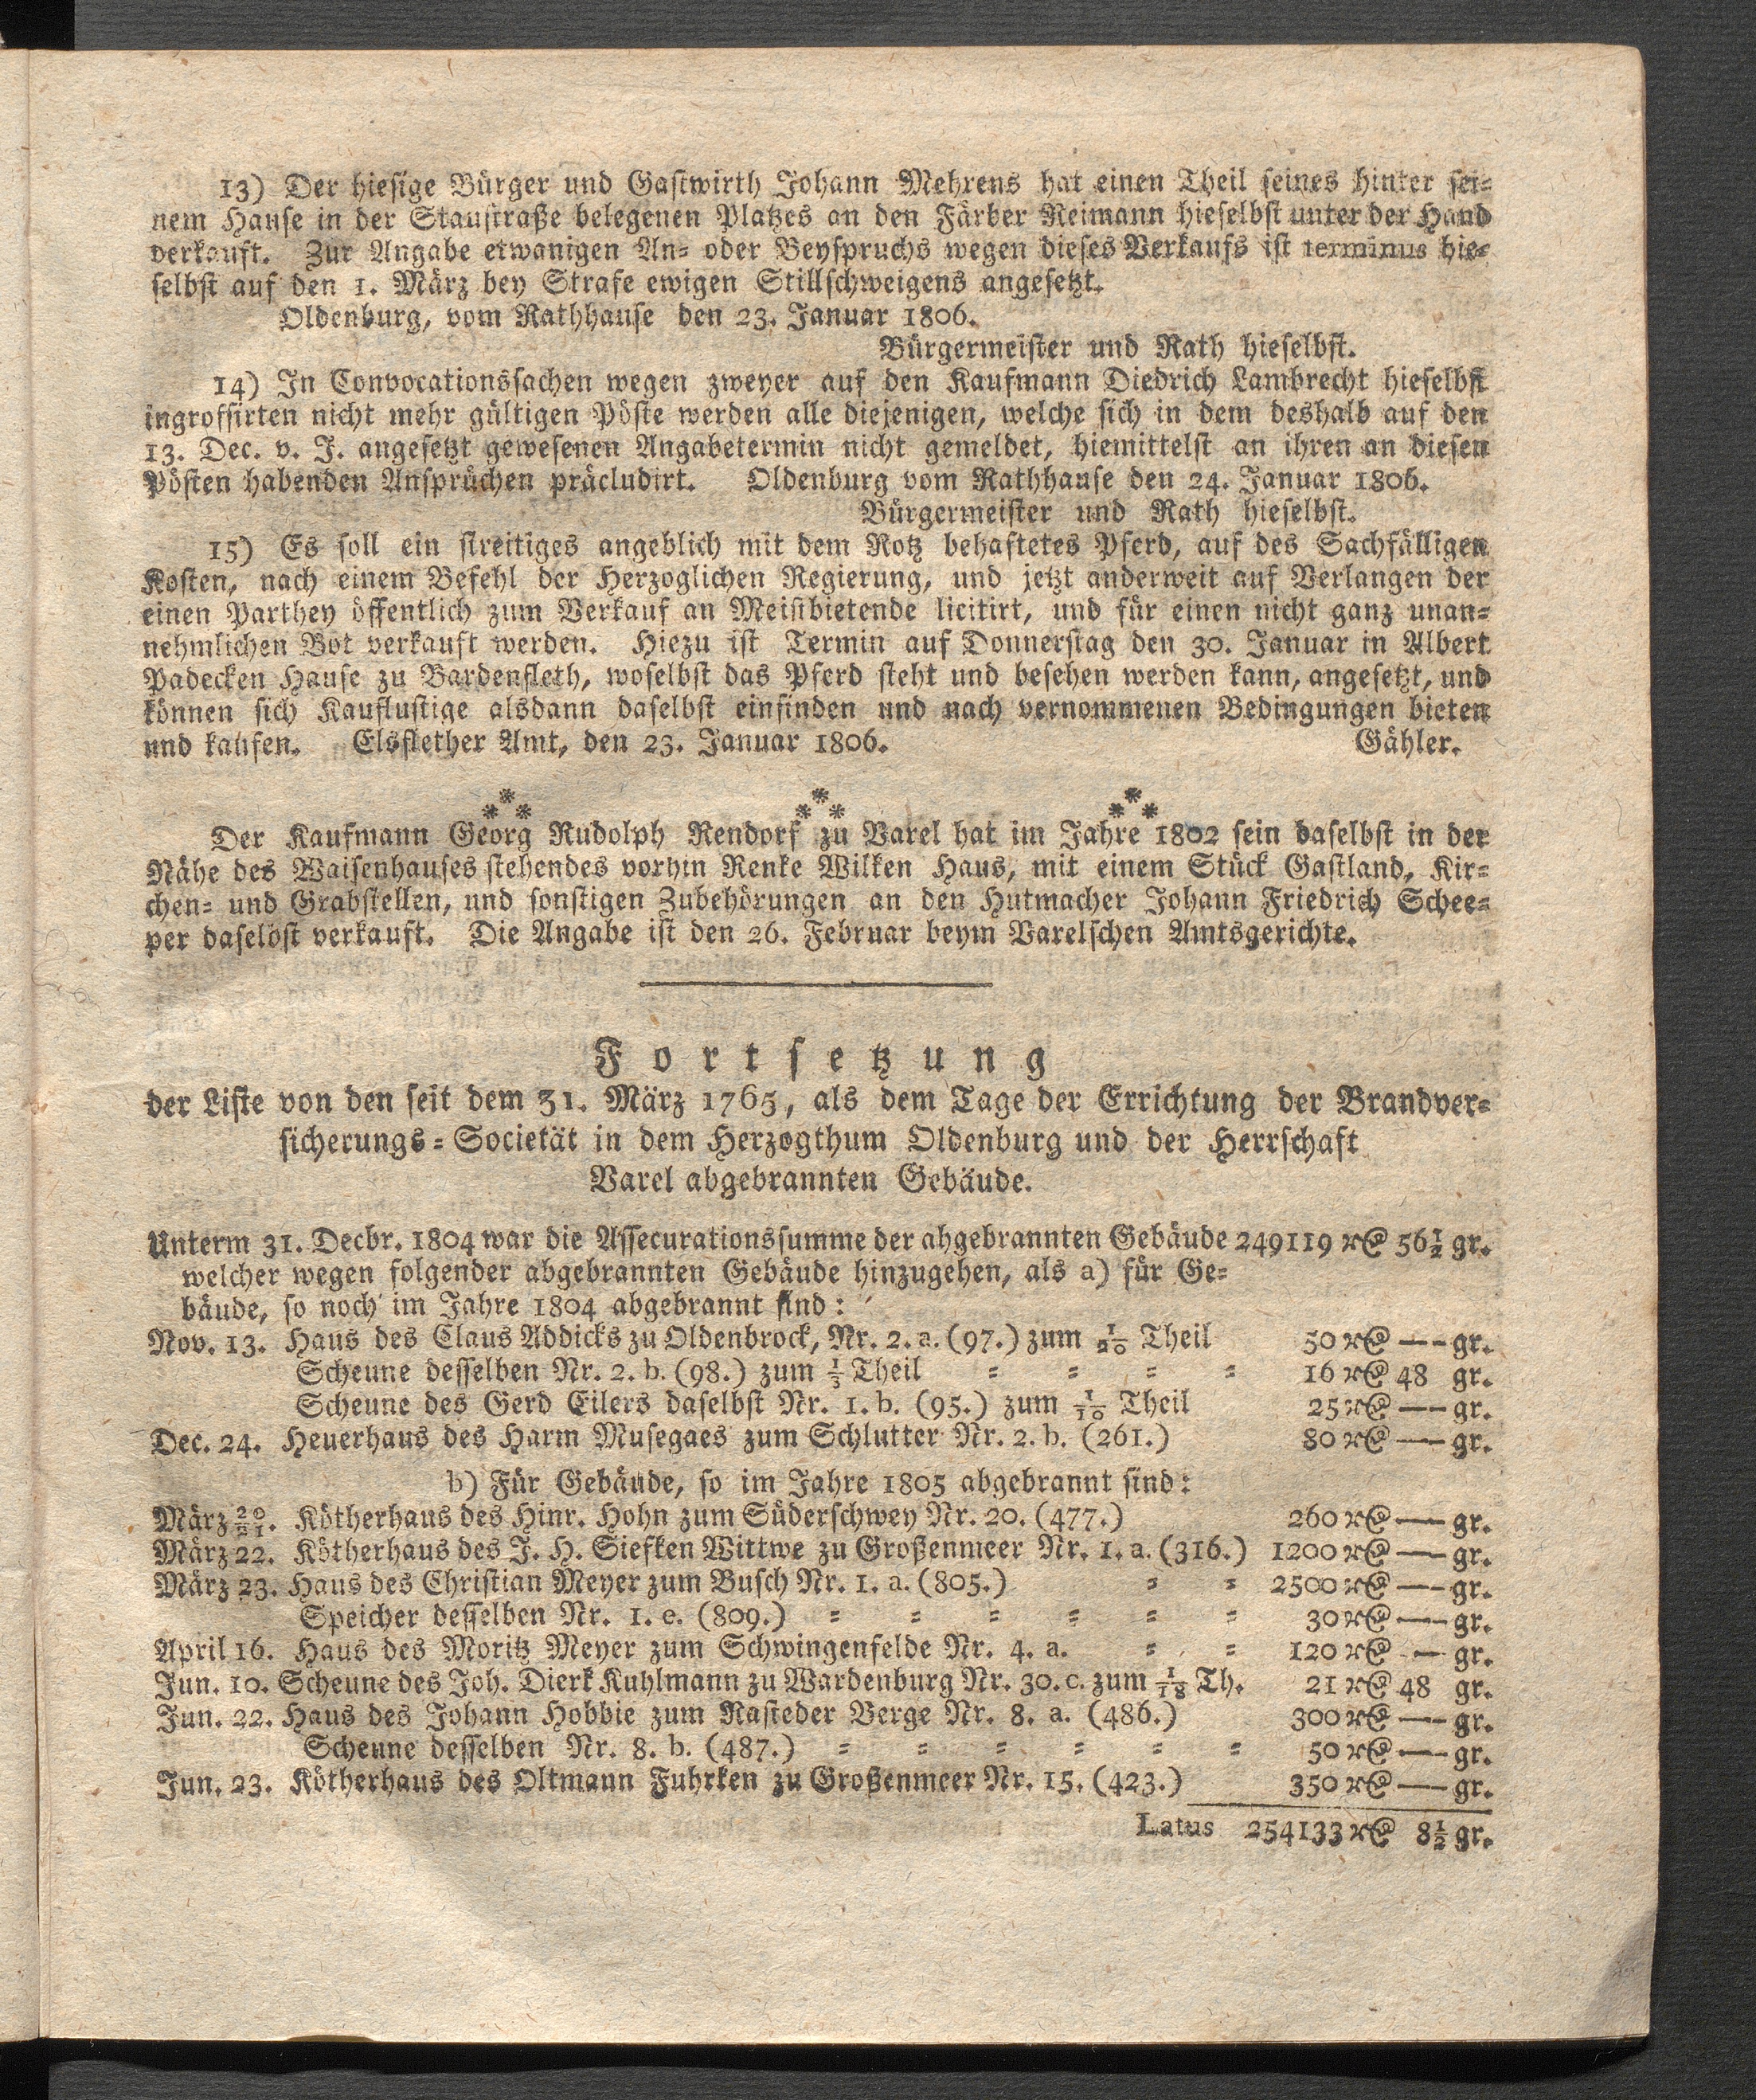 13) Der hiesige Bürger und Gastwirth Johann Mehrens hat einen Theil seines hinter sei-
nem Hause in der Staustraße belegenen Platzes an den Färber Reimann hieselbst unter der Hand
verkauft. Zur Angabe etwanigen An- oder Beyspruchs wegen dieses Verkaufs ist terminus hie-
selbst auf den 1. März bey Strafe ewigen Stillschweigens angesetzt.
Oldenburg, vom Rathhause den 23. Januar 1806.
Bürgermeister und Rath hieselbst.
14) In Convocationssachen wegen zweyer auf den Kaufmann Diedrich Lambrecht hieselbst
ingrossirten nicht mehr gültigen Pöste werden alle diejenigen, welche sich in dem deshalb auf den
13. Dec. v. J. angesetzt gewesenen Angabetermin nicht gemeldet, hiemittelst an ihren an diesen
Pösten habenden Ansprüchen präcludirt. Oldenburg vom Rathhause den 24. Januar 1806.
Bürgermeister und Rath hieselbst.
15) Es soll ein streitiges angeblich mit dem Rotz behaftetes Pferd, auf des Sachfälligen
Kosten, nach einem Befehl der Herzoglichen Regierung, und jetzt anderweit auf Verlangen der
einen Parthey öffentlich zum Verkauf an Meistbietende licitirt, und für einen nicht ganz unan-
nehmlichen Bot verkauft werden. Hiezu ist Termin auf Donnerstag den 30. Januar in Albert
Padecken Hause zu Bardenfleth, woselbst das Pferd steht und besehen werden kann, angesetzt, und
können sich Kauflustige alsdann daselbst einfinden und nach vernommenen Bedingungen bieten
und kaufen. Elsflether Amt, den 23. Januar 1806. Gähler.
*** *** ***
Der Kaufmann Georg Rudolph Rendorf zu Varel hat im Jahre 1802 sein daselbst in der
Nähe des Waisenhauses stehendes vorhin Renke Wilken Haus, mit einem Stück Gastland, Kir-
chen- und Grabstellen, und sonstigen Zubehörungen an den Hutmacher Johann Friedrich Schee-
per daselbst verkauft. Die Angabe ist den 26. Februar beym Varelschen Amtsgerichte.
Fortsetzung
der Liste von den seit dem 31. März 1765, als dem Tage der Errichtung der Brandver-
sicherungs-Societät in dem Herzogthum Oldenburg und der Herrschaft
Varel abgebrannten Gebäude.
Unterm 31. Decbr. 1804 war die Assecurationssumme der abgebrannten Gebäude 249119 r@ 56½ gr.
welcher wegen folgender abgebrannten Gebäude hinzugehen, als a) für Ge-
bäude, so noch im Jahre 1804 abgebrannt sind:
Nov. 13. Haus des Claus Addicks zu Oldenbrock, Nr. 2. a. (97.) zum 1/20 Theil 50 r@ —— gr.
Scheune desselben Nr. 2. b. (98.) zum ⅓ Theil = = = = 16 r@ 48 gr.
Scheune des Gerd Eilers daselbst Nr. 1. b. (95.) zum 1/10 Theil 25 r@ —— gr.
Dec. 24. Heuerhaus des Harm Musegaes zum Schlutter Nr. 2. b. (261.) 80 r@ —— gr.
b) Für Gebäude, so im Jahre 1805 abgebrannt sind:
März 20/21. Kötherhaus des Hinr. Hohn zum Süderschwey Nr. 20. (477.) 260 r@ —— gr.
März 22. Kötherhaus des J. H. Siefken Wittwe zu Großenmeer Nr. 1. a. (316.) 1200 r@ —— gr.
März 23. Haus des Christian Meyer zum Busch Nr. 1. a. (805.) = = 2500 r@ —— gr.
Speicher desselben Nr. 1. e. (809.) = = = = = = 30 r@ —— gr.
April 16. Haus des Moritz Meyer zum Schwingenfelde Nr. 4. a. = = 120 r@ —— gr.
Jun. 10. Scheune des Joh. Dierk Kuhlmann zu Wardenburg Nr. 30. c. zum 1/18 Th. 21 r@ 48 gr.
Jun. 22. Haus des Johann Hobbie zum Rasteder Berge Nr. 8. a. (486.) 300 r@ —— gr.
Scheune desselben Nr. 8. b. (487.) = = = = = = 50 r@ —— gr.
Jun. 23. Kötherhaus des Oltmann Fuhrken zu Großenmeer Nr. 15. (423.) 350 r@ —— gr.
Latus 254133 r@ 8½ gr.